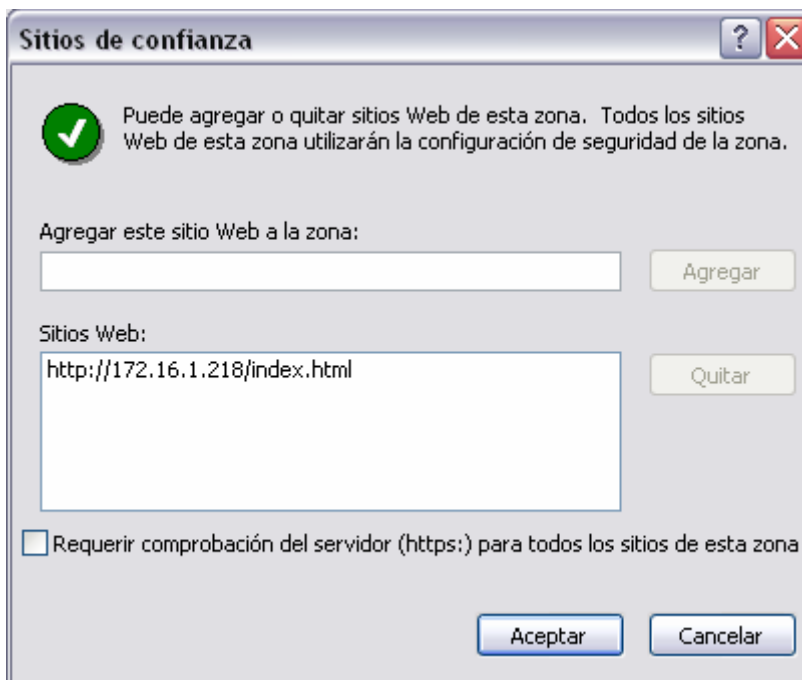 Sitios de confianza
?
Puede agregar o quitar sitios Web de esta zona. Todos los sitios
Web de esta zona utilizarán la configuración de seguridad de la zona.
Agregar este sitio Web a la zona:
Agregar
Sitios Web:
http://172.16.1.218/index.html
Quitar
Requerir comprobación del servidor (https:) para todos los sitios de esta zona
Aceptar
Cancelar